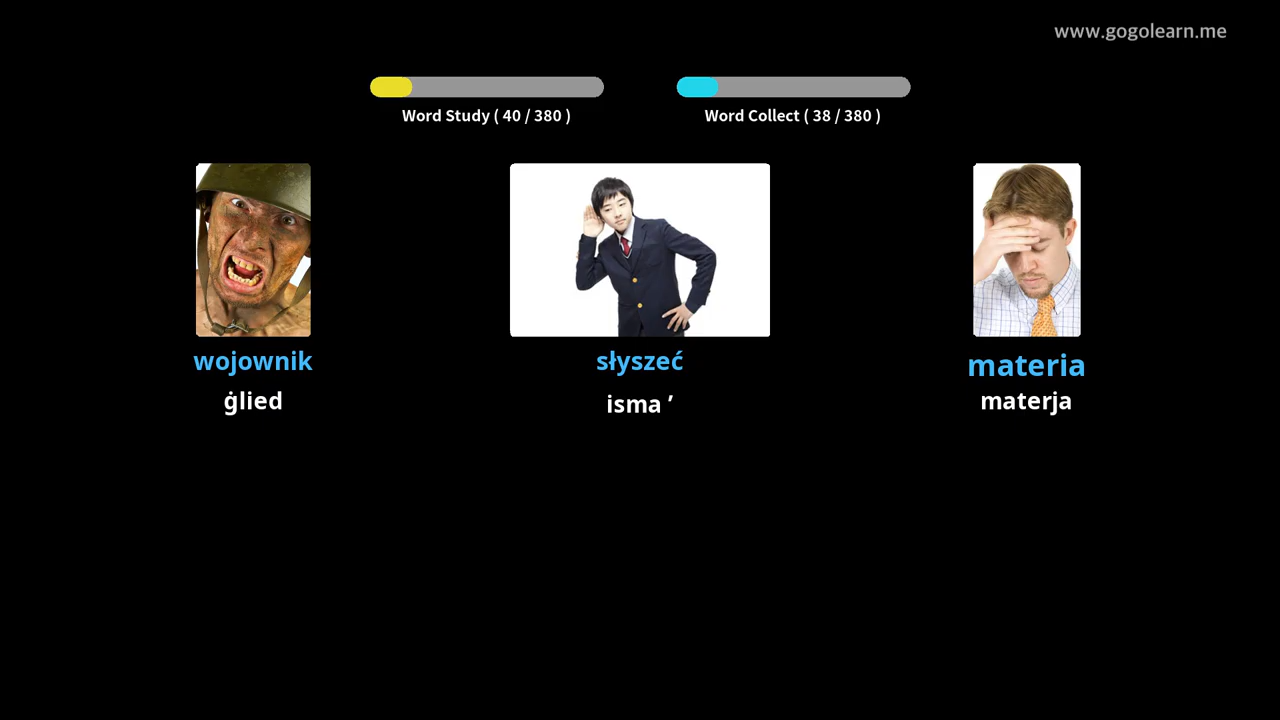 www.gogolearn.me
Word Study ( 40 / 380 )
Word Collect ( 38 / 380 )
wojownik
słyszeć
materia
ġlied
isma ’
materja